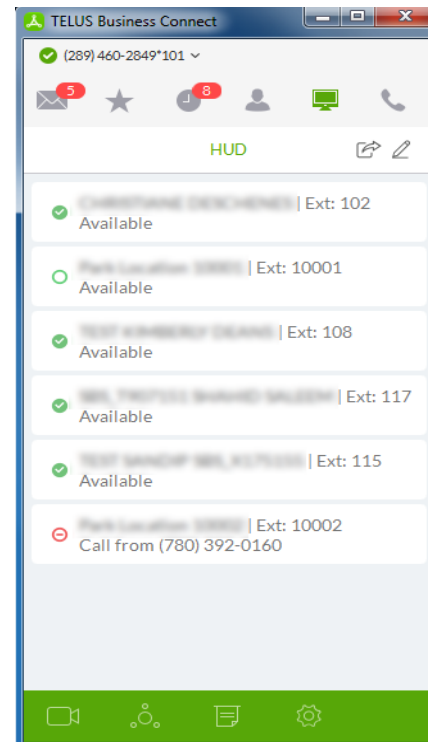 TELUS Business Connect
(289) 460-2849*101
5
8
HUD
| Ext: 102
Available
| Ext: 10001
Available
| Ext: 108
Available
| Ext: 117
Available
| Ext: 115
Available
| Ext: 10002
Call from (780) 392-0160